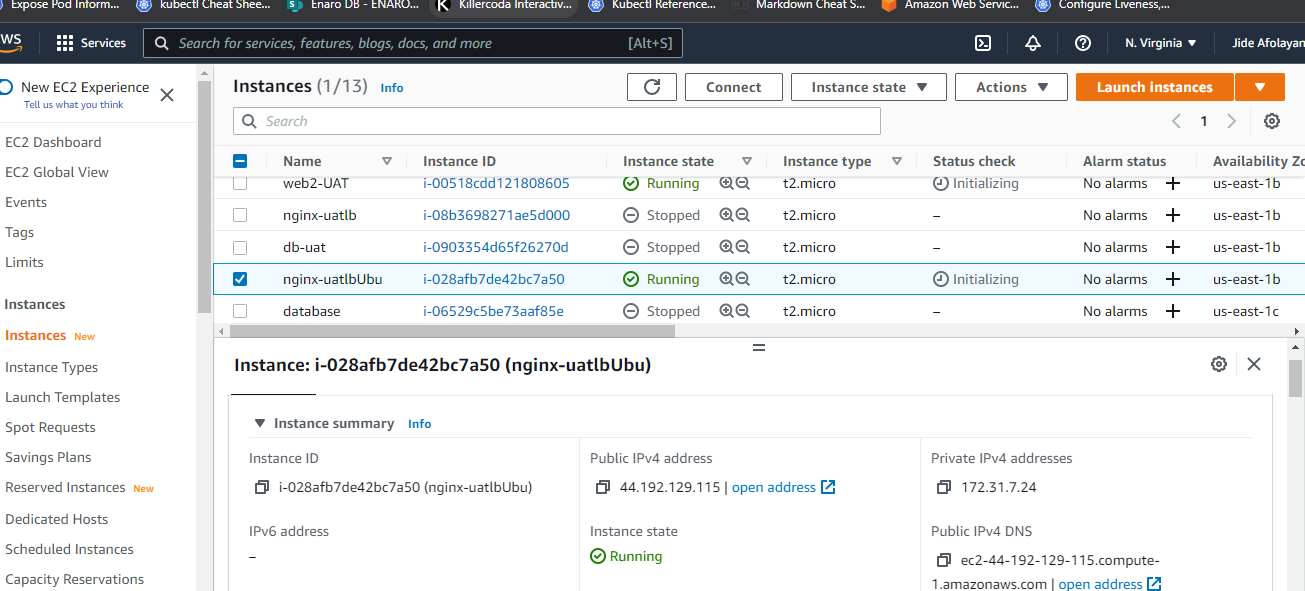 Expose Pod Inform... kubectl Cheat Shee... Enaro DB - ENARO... Killercoda Interactiv... Kubectl Reference... Markdown Cheat S... Amazon Web Servic... Configure Liveness,...
Services Search for services, features, blogs, docs, and more [Alt+S] N. Virginia Jide Afolayan
New EC2 Experience
Tell us what you think
EC2 Dashboard
EC2 Global View
Events
Tags
Limits
Instances
Instances New
Instance Types
Launch Templates
Spot Requests
Savings Plans
Reserved Instances New
Dedicated Hosts
Scheduled Instances
Capacity Reservations
Instances (1/13) Info Connect Instance state Actions Launch instances
Search 1
Name Instance ID Instance state Instance type Status check Alarm status Availability Zo
web2-UAT i-00518cdd121808605 Running t2.micro Initializing No alarms + us-east-1b
nginx-uatlb i-08b3698271ae5d000 Stopped t2.micro – No alarms + us-east-1b
db-uat i-0903354d65f26270d Stopped t2.micro – No alarms + us-east-1b
nginx-uatlbUbu i-028afb7de42bc7a50 Running t2.micro Initializing No alarms + us-east-1b
database i-06529c5be73aaf85e Stopped t2.micro – No alarms + us-east-1c
Instance: i-028afb7de42bc7a50 (nginx-uatlbUbu)
Instance summary Info
Instance ID
i-028afb7de42bc7a50 (nginx-uatlbUbu)
Public IPv4 address
44.192.129.115 | open address
Private IPv4 addresses
172.31.7.24
IPv6 address
–
Instance state
Running
Public IPv4 DNS
ec2-44-192-129-115.compute-
1.amazonaws.com | open address